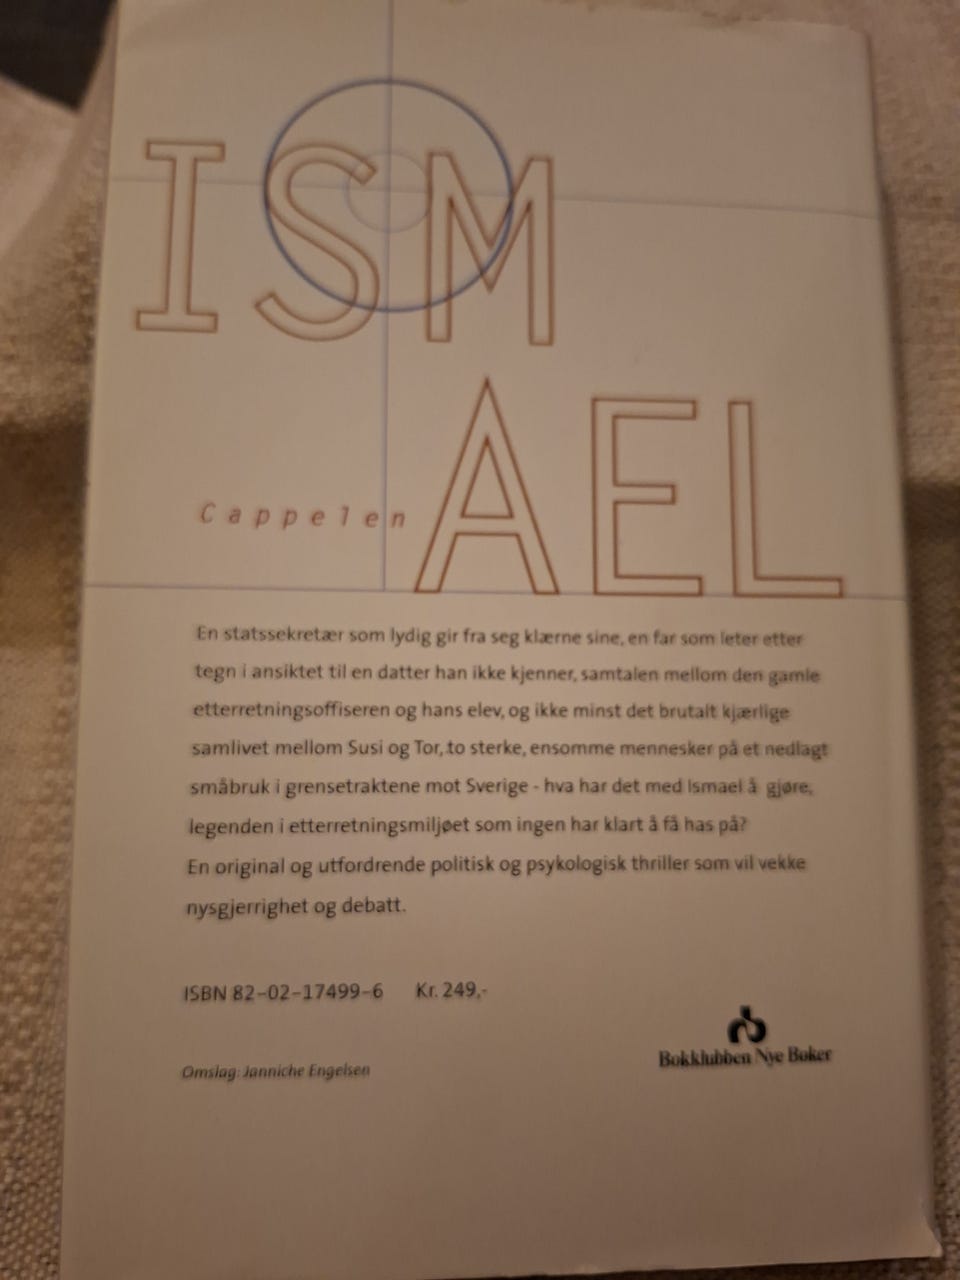 ISM
AEL
Cappelen
En statssekretær som lydig gir fra seg klærne sine, en far som leter etter
tegn i ansiktet til en datter han ikke kjenner, samtalen mellom den gamle
etterretningsoffiseren og hans elev, og ikke minst det brutalt kjærlige
samlivet mellom Susi og Tor, to sterke, ensomme mennesker på et nedlagt
småbruk i grensetraktene mot Sverige - hva har det med Ismael å gjøre,
legenden i etterretningsmiljøet som ingen har klart å få has på?
En original og utfordrende politisk og psykologisk thriller som vil vekke
nysgjerrighet og debatt.
ISBN 82-02-17499-6 Kr. 249,-
Omslag: Janniche Engelsen
Bokklubben Nye Bøker